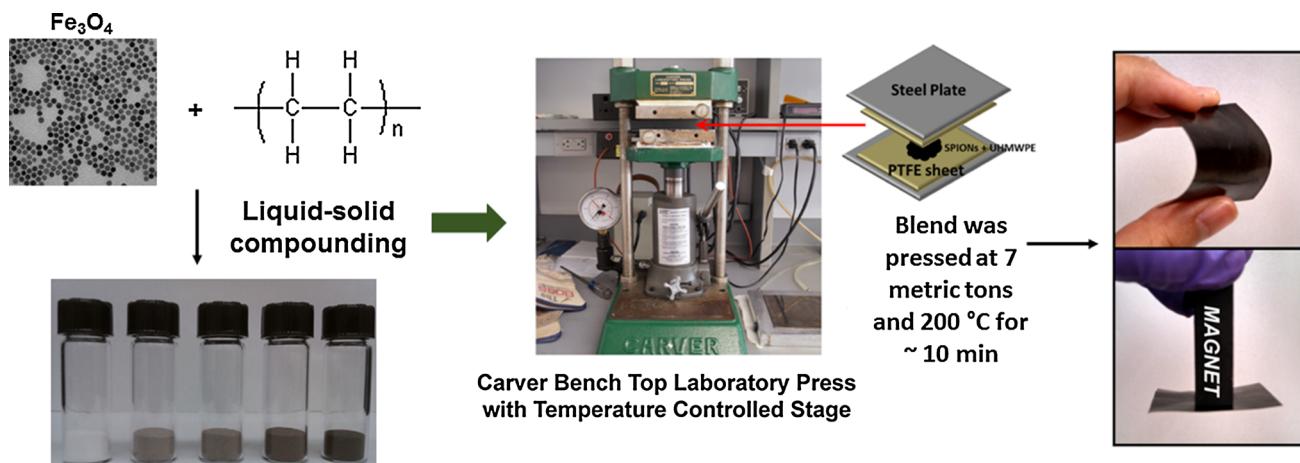 Fe₃O₄
+
H H
C C
n
H H
Liquid-solid
compounding
CARVER
Carver Bench Top Laboratory Press
with Temperature Controlled Stage
Steel Plate
SPIONs + UHMWPE
PTFE sheet
Blend was
pressed at 7
metric tons
and 200 °C for
~ 10 min
MAGNET